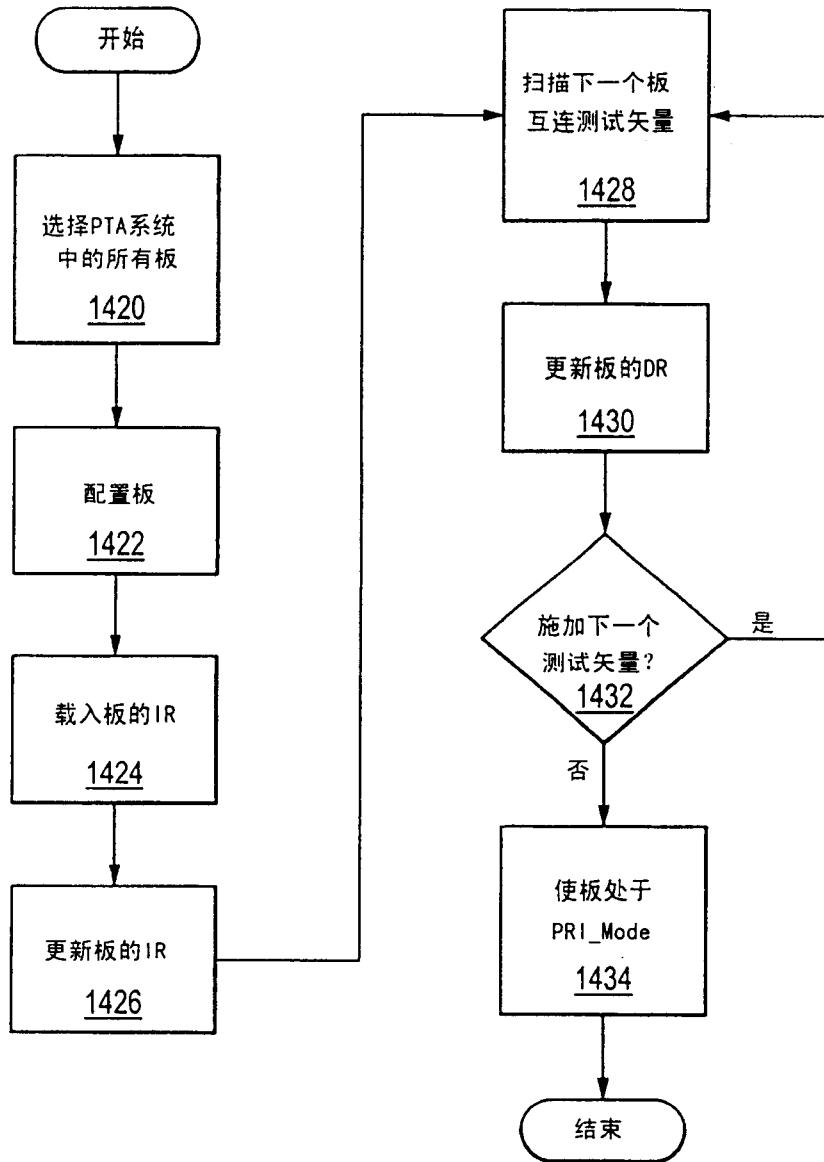 开始
选择PTA系统
中的所有板
1420
配置板
1422
载入板的IR
1424
更新板的IR
1426
扫描下一个板
互连测试矢量
1428
更新板的DR
1430
施加下一个
测试矢量?
1432
是
否
使板处于
PRI_Mode
1434
结束